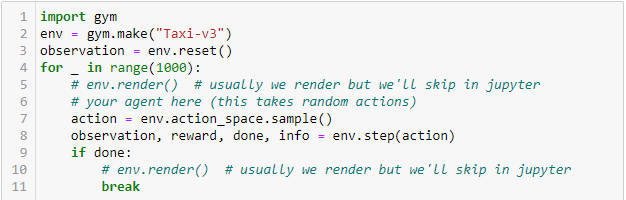 1 import gym
2 env = gym.make("Taxi-v3")
3 observation = env.reset()
4 for _ in range(1000):
5     # env.render()  # usually we render but we'll skip in jupyter
6     # your agent here (this takes random actions)
7     action = env.action_space.sample()
8     observation, reward, done, info = env.step(action)
9     if done:
10         # env.render()  # usually we render but we'll skip in jupyter
11         break